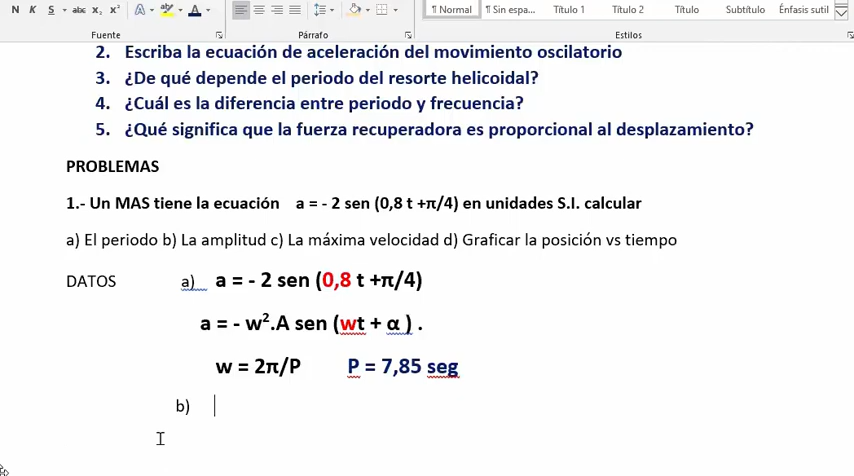 N K S abc x₂ x² A A
¶ Normal ¶ Sin espa... Título 1 Título 2 Título Subtítulo Énfasis sutil
Fuente Párrafo Estilos
2. Escriba la ecuación de aceleración del movimiento oscilatorio
3. ¿De qué depende el periodo del resorte helicoidal?
4. ¿Cuál es la diferencia entre periodo y frecuencia?
5. ¿Qué significa que la fuerza recuperadora es proporcional al desplazamiento?
PROBLEMAS
1.- Un MAS tiene la ecuación a = - 2 sen (0,8 t +π/4) en unidades S.I. calcular
a) El periodo b) La amplitud c) La máxima velocidad d) Graficar la posición vs tiempo
DATOS a) a = - 2 sen (0,8 t +π/4)
a = - w².A sen (wt + α ) .
w = 2π/P P = 7,85 seg
b)